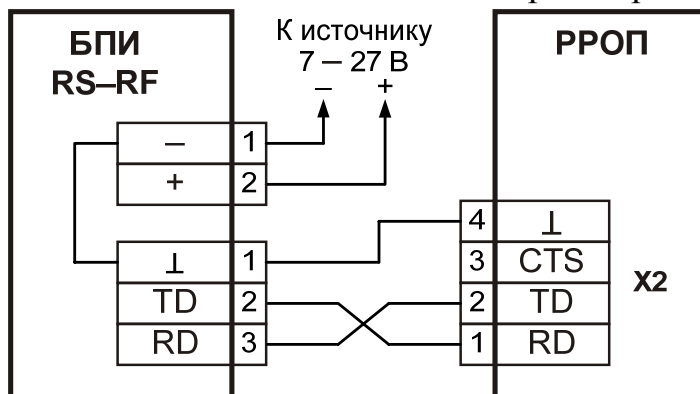 БПИ
RS–RF
К источнику
7 – 27 В
– +
РРОП
– 1
+ 2
⊥ 1
TD 2
RD 3
4 ⊥
3 CTS
2 TD
1 RD
X2